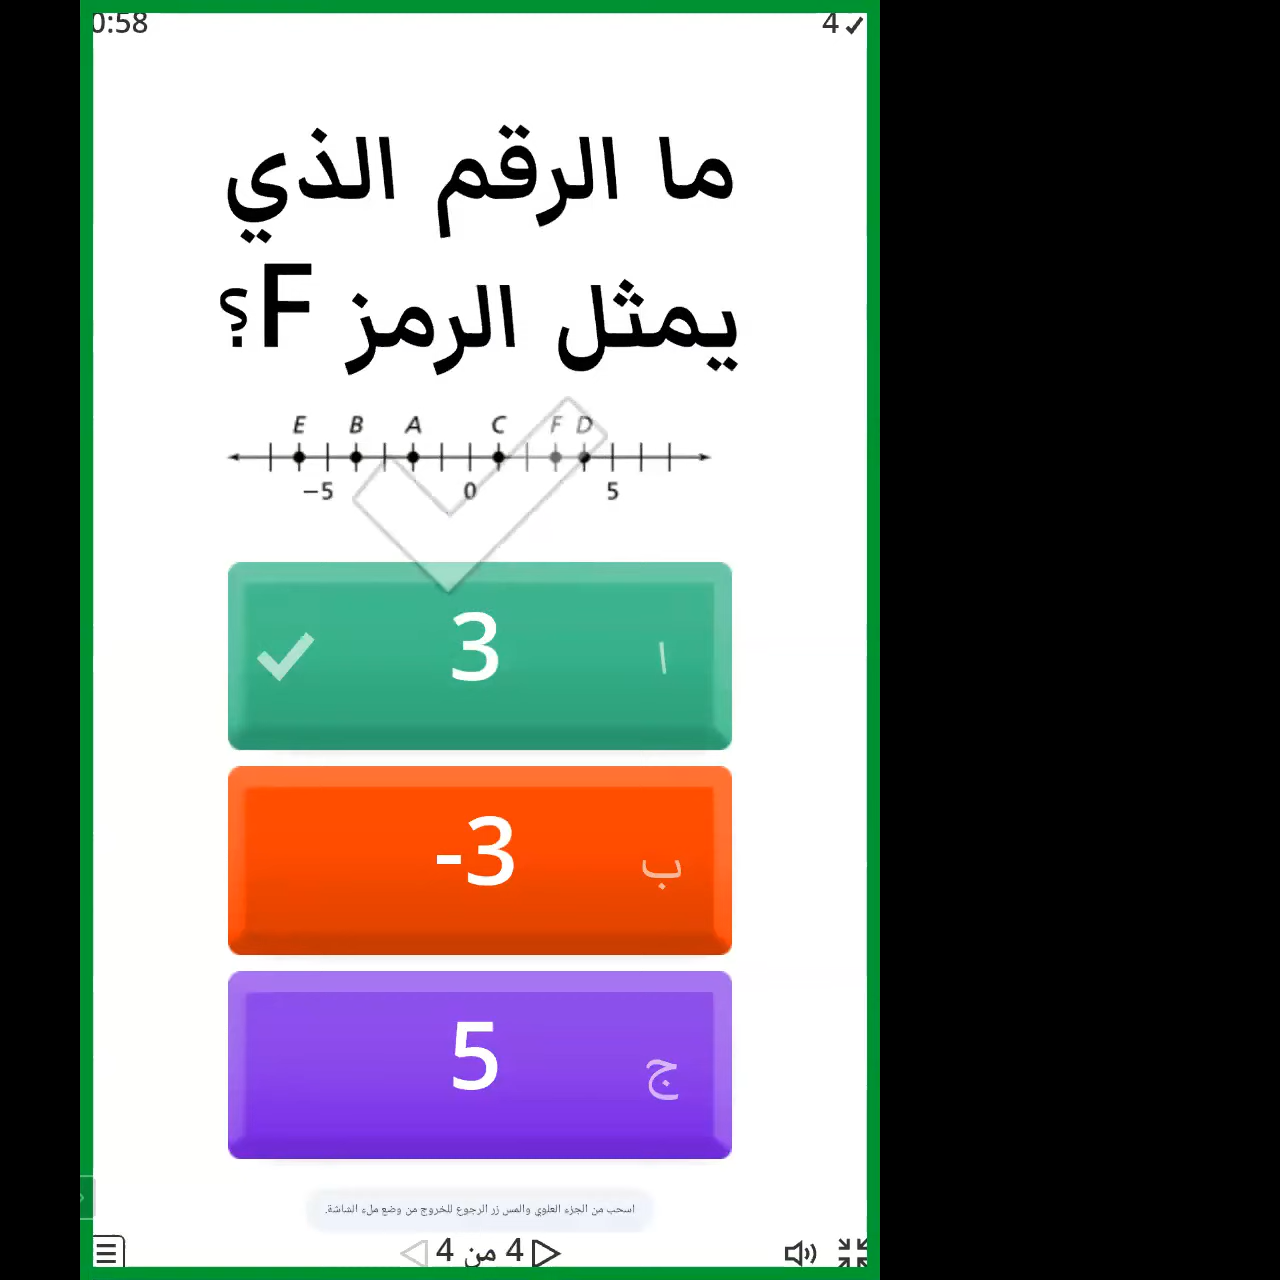 0:58
4
ما الرقم الذي
يمثل الرمز F؟
E B A C F D
−5 0 5
ا 3
ب -3
ج 5
اسحب من الجزء العلوي والمس زر الرجوع للخروج من وضع ملء الشاشة.
4 من 4